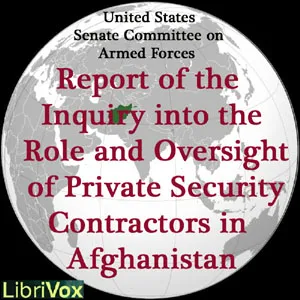 United States
Senate Committee on
Armed Forces
Report of the
Inquiry into the
Role and Oversight
of Private Security
Contractors in
Afghanistan
LibriVox